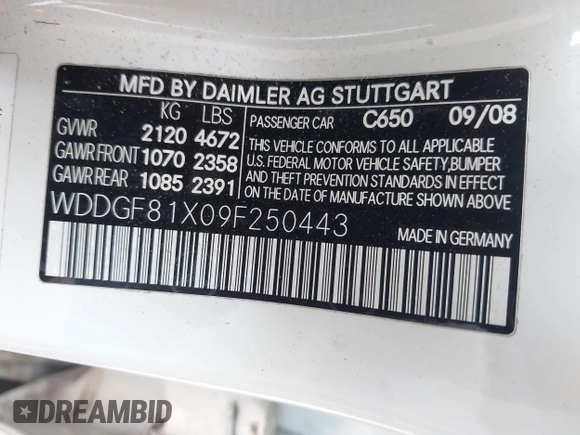 MFD BY DAIMLER AG STUTTGART
KG LBS
GVWR 2120 4672
GAWR FRONT 1070 2358
GAWR REAR 1085 2391
PASSENGER CAR C650 09/08
THIS VEHICLE CONFORMS TO ALL APPLICABLE
U.S. FEDERAL MOTOR VEHICLE SAFETY,BUMPER
AND THEFT PREVENTION STANDARDS IN EFFECT
ON THE DATE OF MANUFACTURE SHOWN ABOVE.
WDDGF81X09F250443
MADE IN GERMANY
DREAMBID